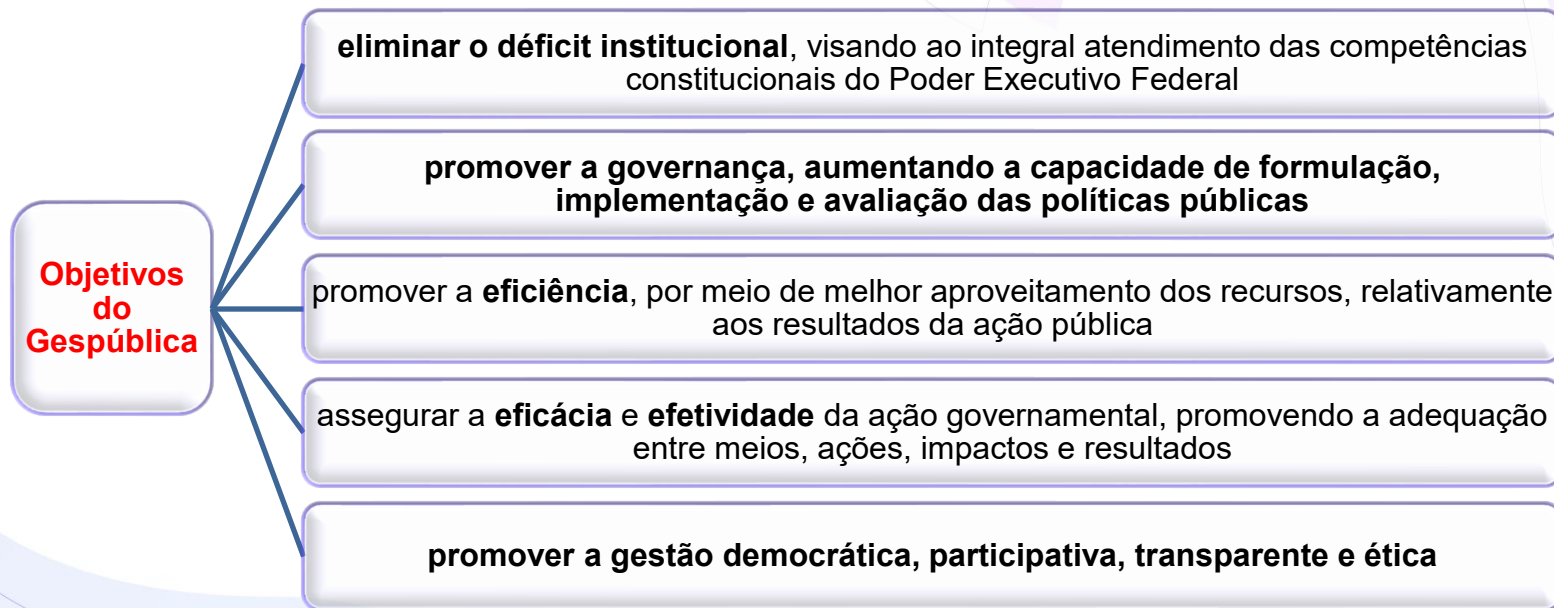 eliminar o déficit institucional, visando ao integral atendimento das competências
constitucionais do Poder Executivo Federal
promover a governança, aumentando a capacidade de formulação,
implementação e avaliação das políticas públicas
Objetivos
do
Gespública
promover a eficiência, por meio de melhor aproveitamento dos recursos, relativamente
aos resultados da ação pública
assegurar a eficácia e efetividade da ação governamental, promovendo a adequação
entre meios, ações, impactos e resultados
promover a gestão democrática, participativa, transparente e ética